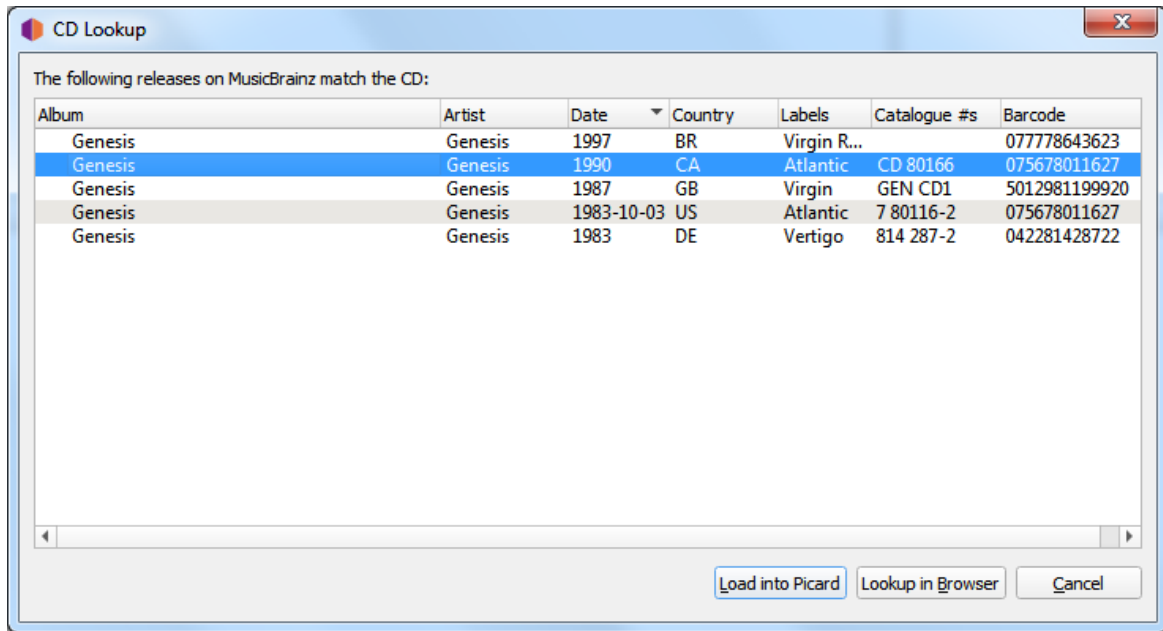 CD Lookup
The following releases on MusicBrainz match the CD:
Album Artist Date Country Labels Catalogue #s Barcode
Genesis Genesis 1997 BR Virgin R... 077778643623
Genesis Genesis 1990 CA Atlantic CD 80166 075678011627
Genesis Genesis 1987 GB Virgin GEN CD1 5012981199920
Genesis Genesis 1983-10-03 US Atlantic 7 80116-2 075678011627
Genesis Genesis 1983 DE Vertigo 814 287-2 042281428722
Load into Picard Lookup in Browser Cancel